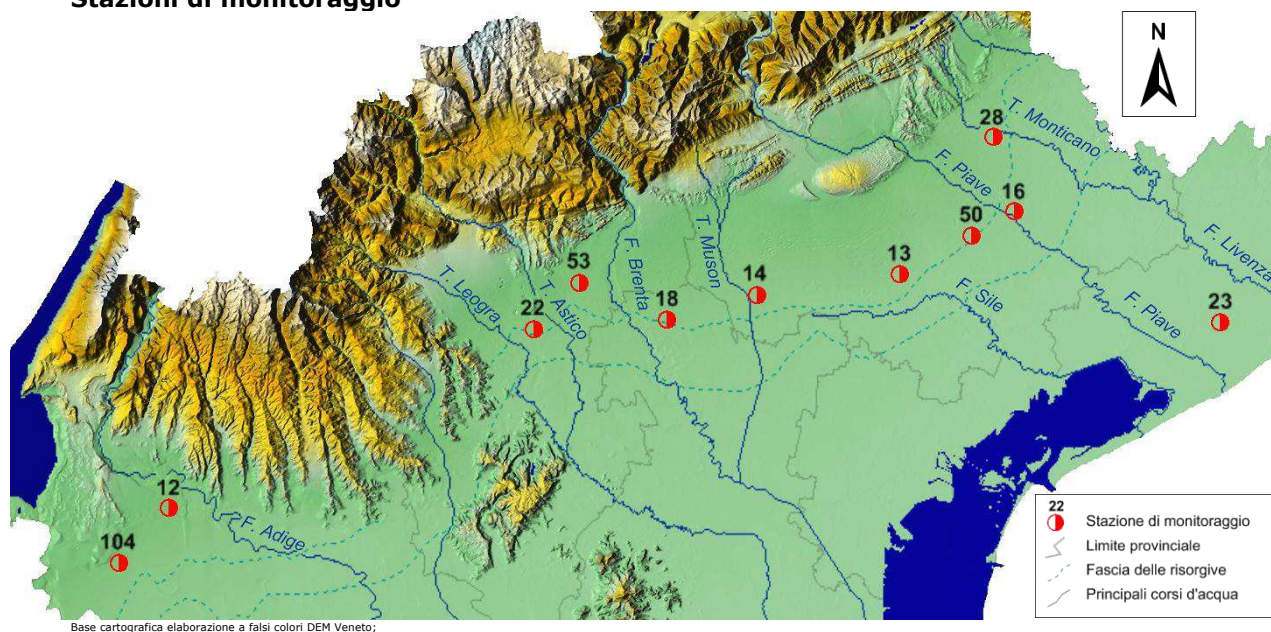 Stazioni di monitoraggio
N
28
T. Monticano
F. Piave
16
50
F. Livenza
53
F. Brenta
T. Muson
13
14
T. Leogra
T. Astico
22
18
F. Sile
F. Piave
23
12
F. Adige
104
22
Stazione di monitoraggio
Limite provinciale
Fascia delle risorgive
Principali corsi d'acqua
Base cartografica elaborazione a falsi colori DEM Veneto;